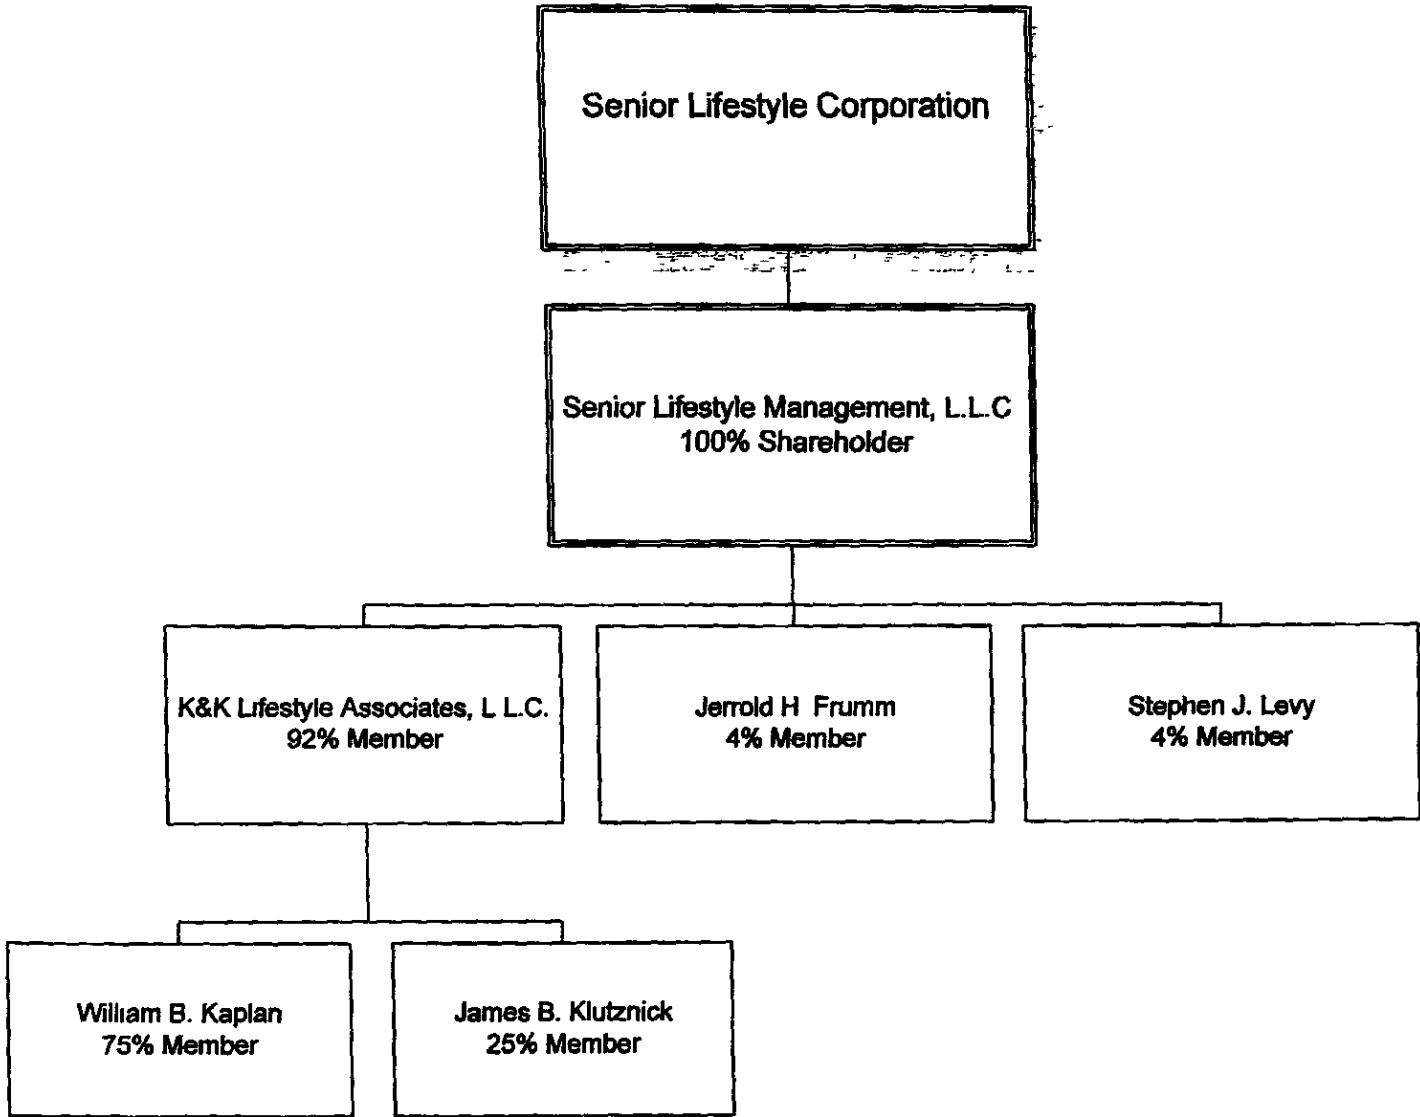 Senior Lifestyle Corporation
Senior Lifestyle Management, L.L.C
100% Shareholder
K&K Lifestyle Associates, L L.C.
92% Member
Jerrold H Frumm
4% Member
Stephen J. Levy
4% Member
William B. Kaplan
75% Member
James B. Klutznick
25% Member